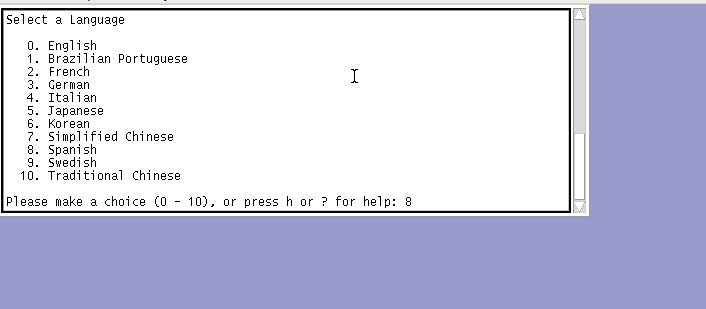 Select a Language
0. English
1. Brazilian Portuguese
2. French
3. German
4. Italian
5. Japanese
6. Korean
7. Simplified Chinese
8. Spanish
9. Swedish
10. Traditional Chinese
Please make a choice (0 - 10), or press h or ? for help: 8